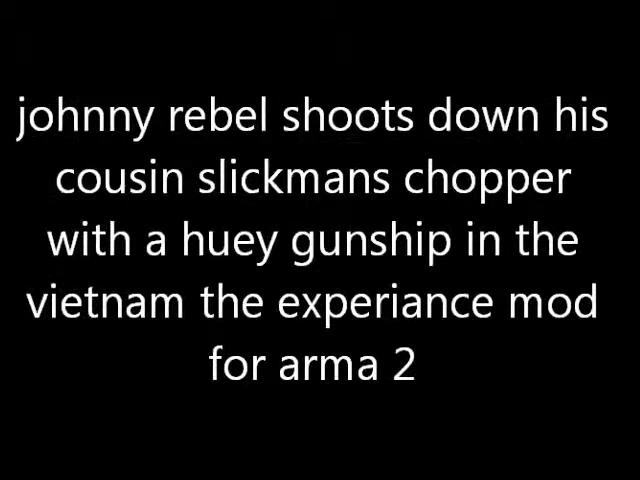 johnny rebel shoots down his
cousin slickmans chopper
with a huey gunship in the
vietnam the experiance mod
for arma 2